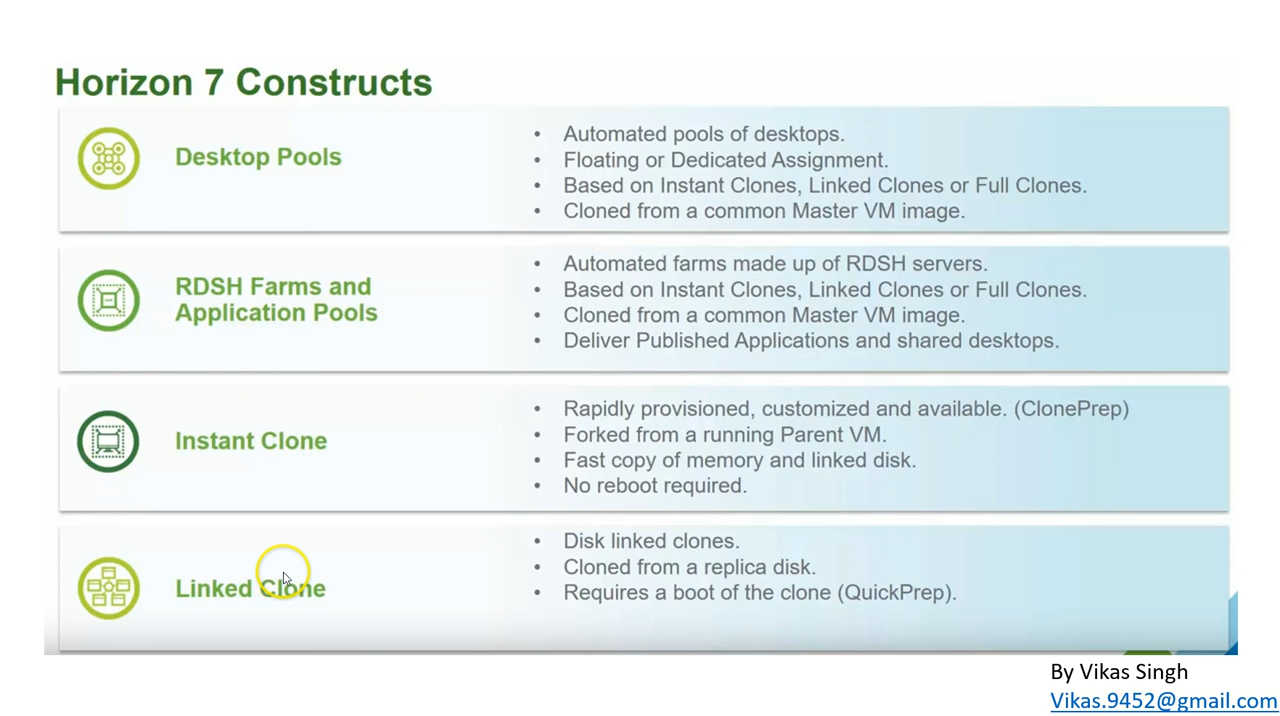 Horizon 7 Constructs
Desktop Pools
• Automated pools of desktops.
• Floating or Dedicated Assignment.
• Based on Instant Clones, Linked Clones or Full Clones.
• Cloned from a common Master VM image.
RDSH Farms and
Application Pools
• Automated farms made up of RDSH servers.
• Based on Instant Clones, Linked Clones or Full Clones.
• Cloned from a common Master VM image.
• Deliver Published Applications and shared desktops.
Instant Clone
• Rapidly provisioned, customized and available. (ClonePrep)
• Forked from a running Parent VM.
• Fast copy of memory and linked disk.
• No reboot required.
Linked Clone
• Disk linked clones.
• Cloned from a replica disk.
• Requires a boot of the clone (QuickPrep).
By Vikas Singh
Vikas.9452@gmail.com